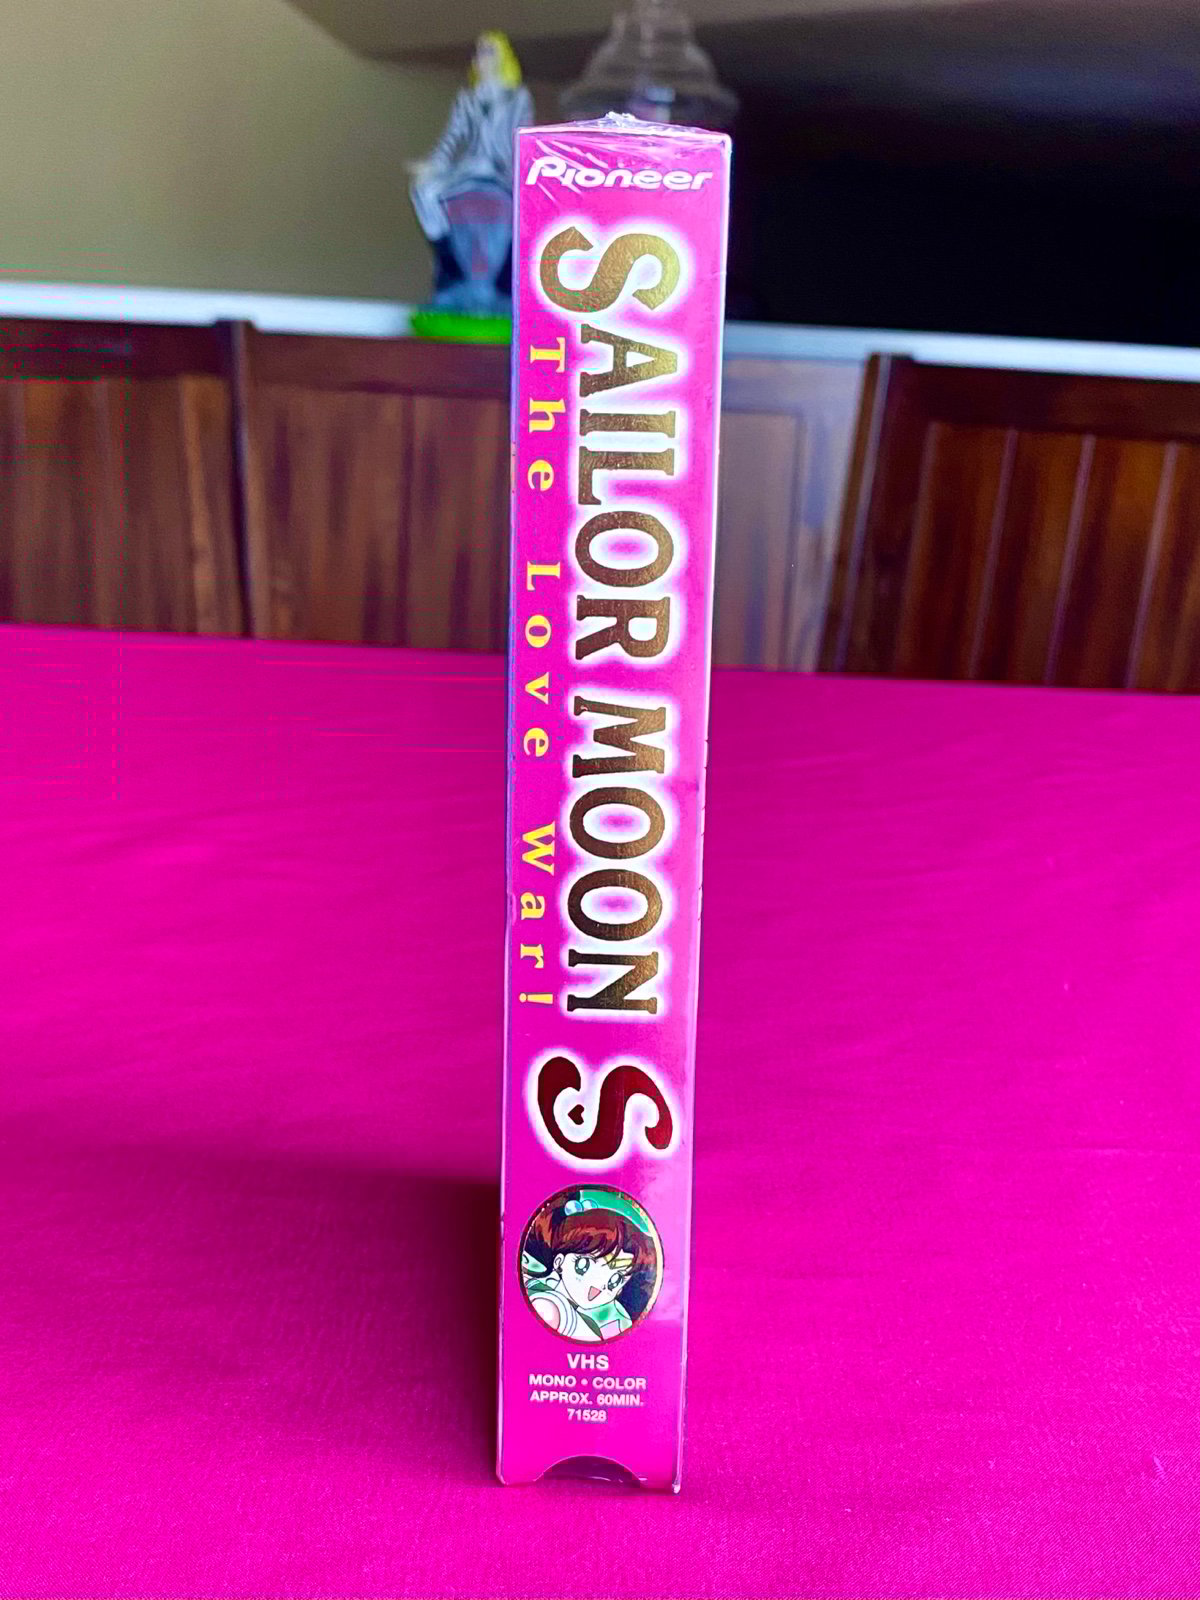 Pioneer
SAILOR MOON S
The Love War!
VHS
MONO • COLOR
APPROX. 60MIN.
71528